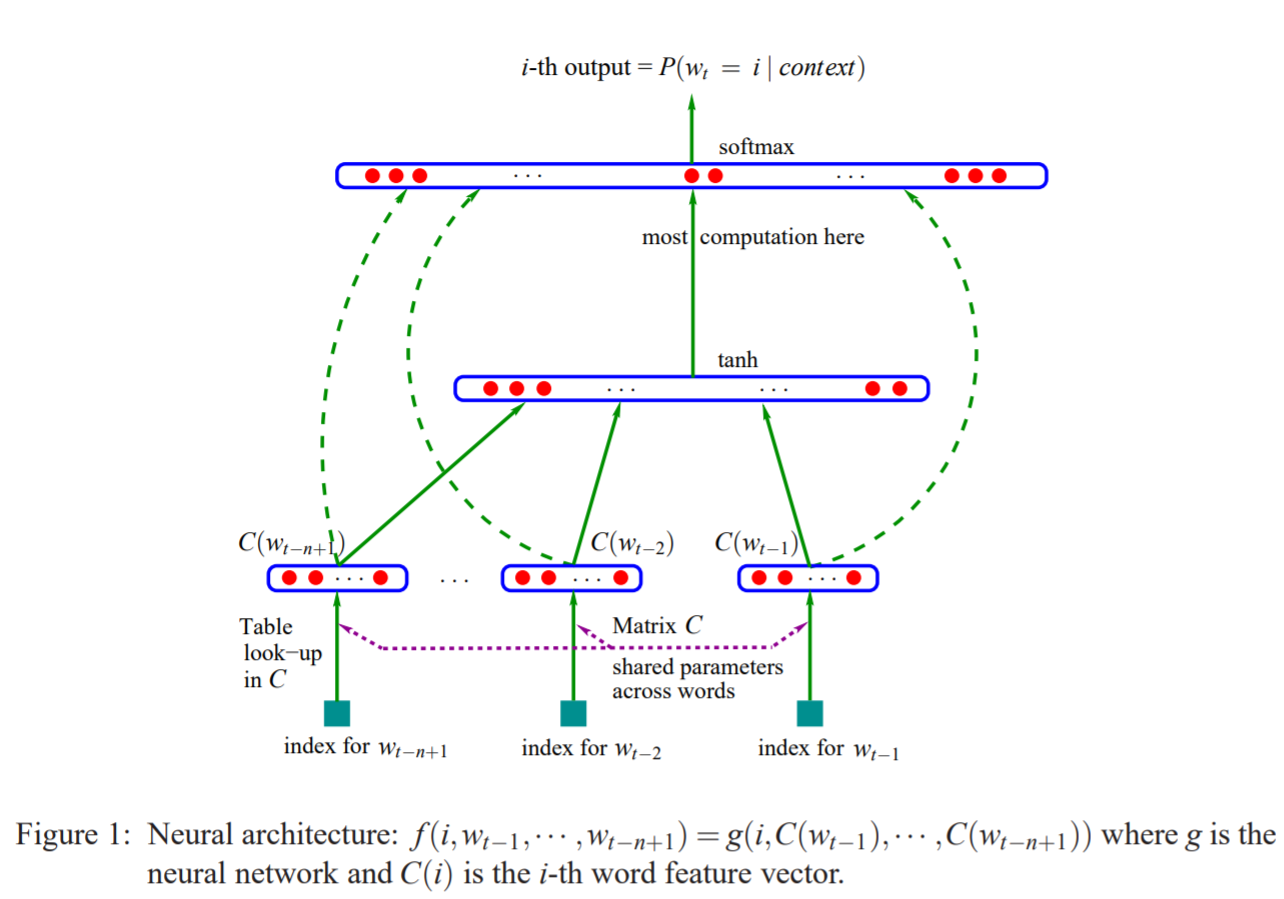 i-th output = P(w_t = i | context)
softmax
. . . . . . 
most computation here
tanh
. . . . . .
C(w_{t−n+1}) C(w_{t−2}) C(w_{t−1})
. . . . . . . . . . . .
Table
look−up
in C
Matrix C
shared parameters
across words
index for w_{t−n+1} index for w_{t−2} index for w_{t−1}
Figure 1: Neural architecture: f(i,w_{t−1},··· ,w_{t−n+1}) = g(i,C(w_{t−1}),··· ,C(w_{t−n+1})) where g is the
neural network and C(i) is the i-th word feature vector.